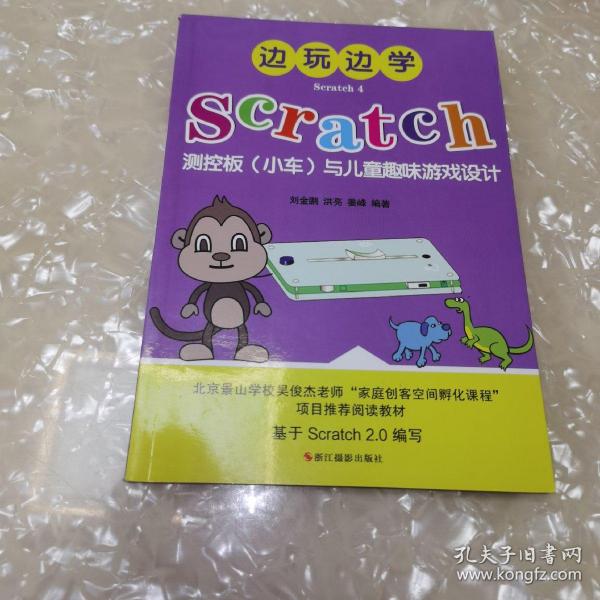 边玩边学
Scratch 4
Scratch
测控板（小车）与儿童趣味游戏设计
刘金鹏 洪亮 姜峰 编著
北京景山学校吴俊杰老师“家庭创客空间孵化课程”
项目推荐阅读教材
基于 Scratch 2.0 编写
浙江摄影出版社
孔夫子旧书网
www.kongfz.com